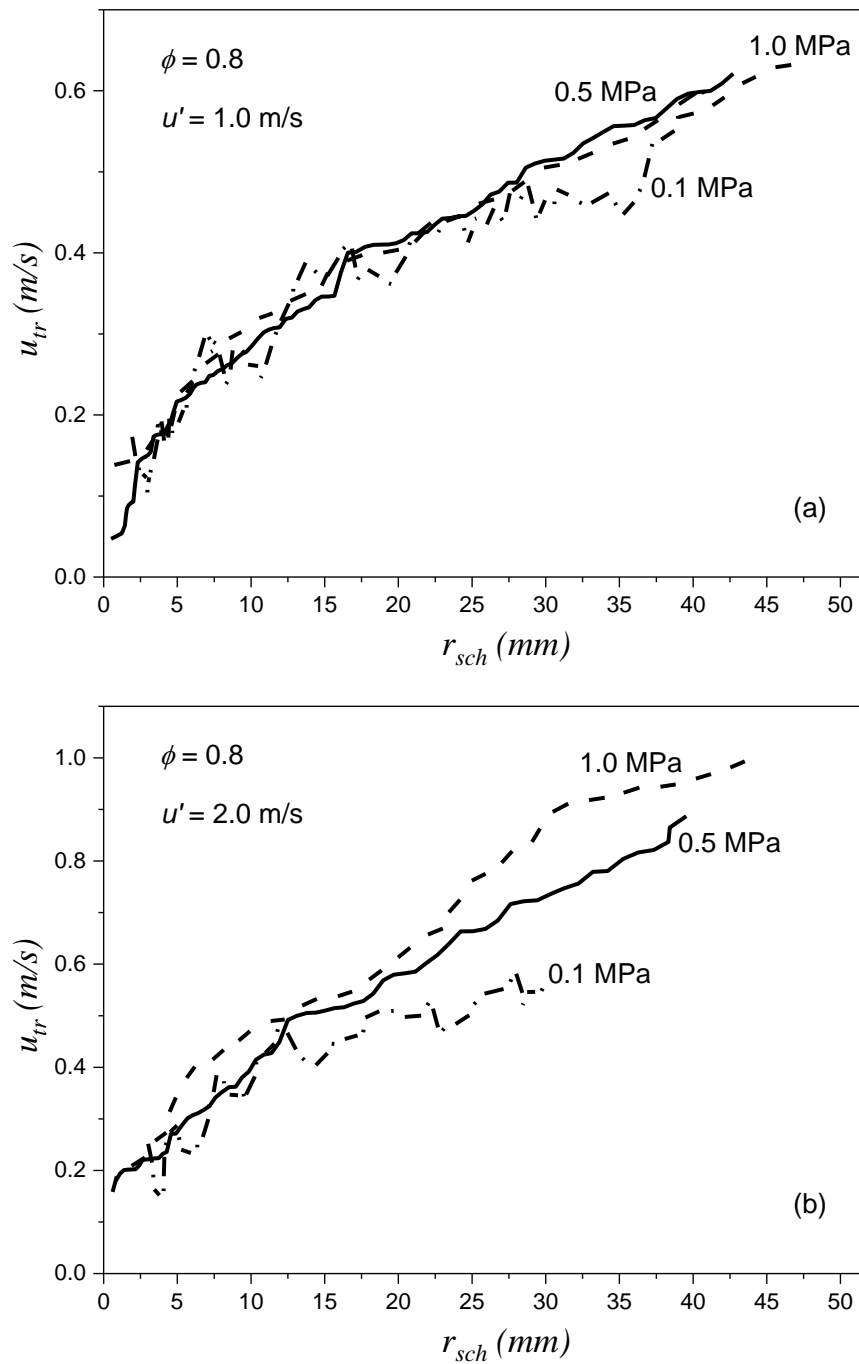 1.0 MPa
ϕ = 0.8
0.5 MPa
u' = 1.0 m/s
0.1 MPa
0.6
0.4
0.2
0.0
u_tr (m/s)
(a)
0 5 10 15 20 25 30 35 40 45 50
r_sch (mm)
ϕ = 0.8
1.0 MPa
u' = 2.0 m/s
0.5 MPa
0.1 MPa
1.0
0.8
0.6
0.4
0.2
0.0
u_tr (m/s)
(b)
0 5 10 15 20 25 30 35 40 45 50
r_sch (mm)